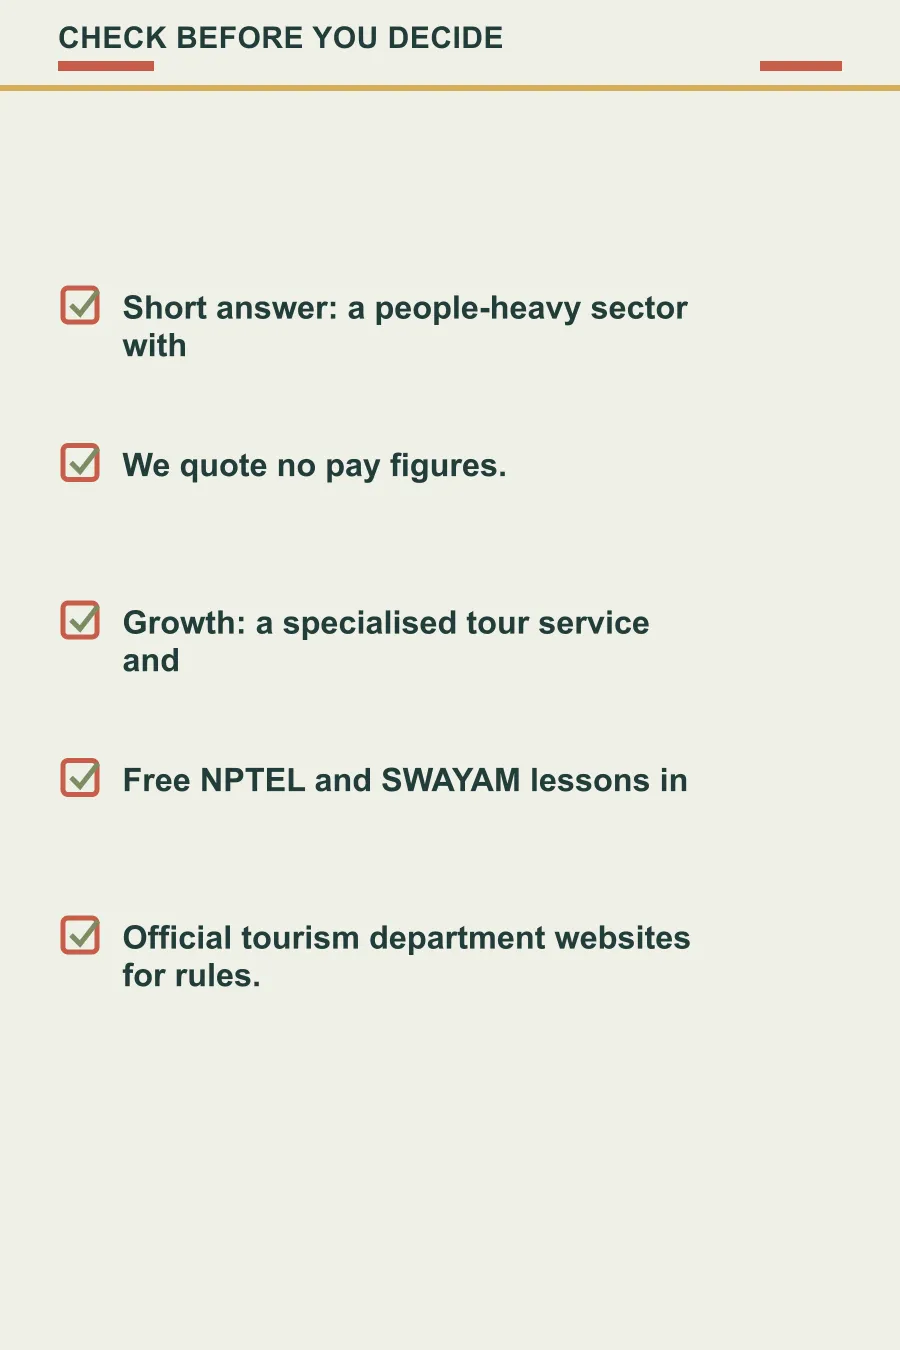 CHECK BEFORE YOU DECIDE
Short answer: a people-heavy sector
with
We quote no pay figures.
Growth: a specialised tour service
and
Free NPTEL and SWAYAM lessons in
Official tourism department websites
for rules.